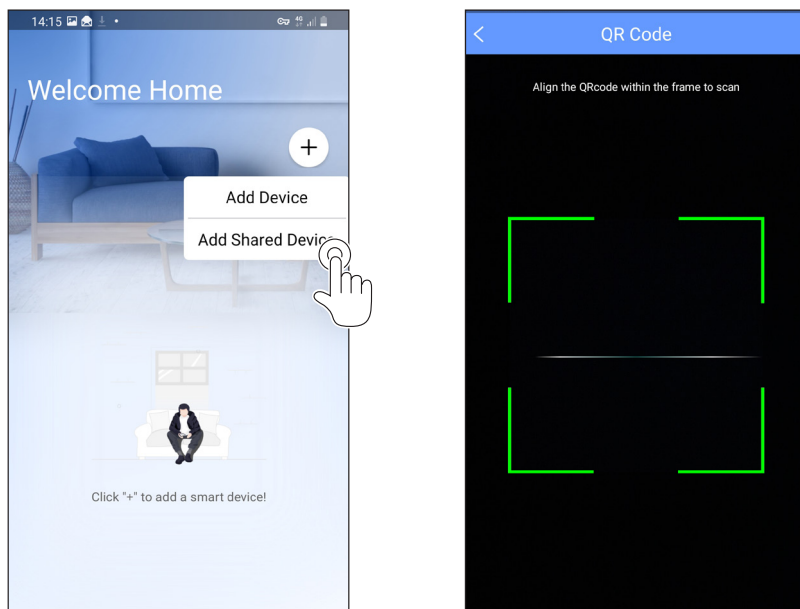 14:15
4G
Welcome Home
+
Add Device
Add Shared Device
Click "+" to add a smart device!
QR Code
Align the QRcode within the frame to scan